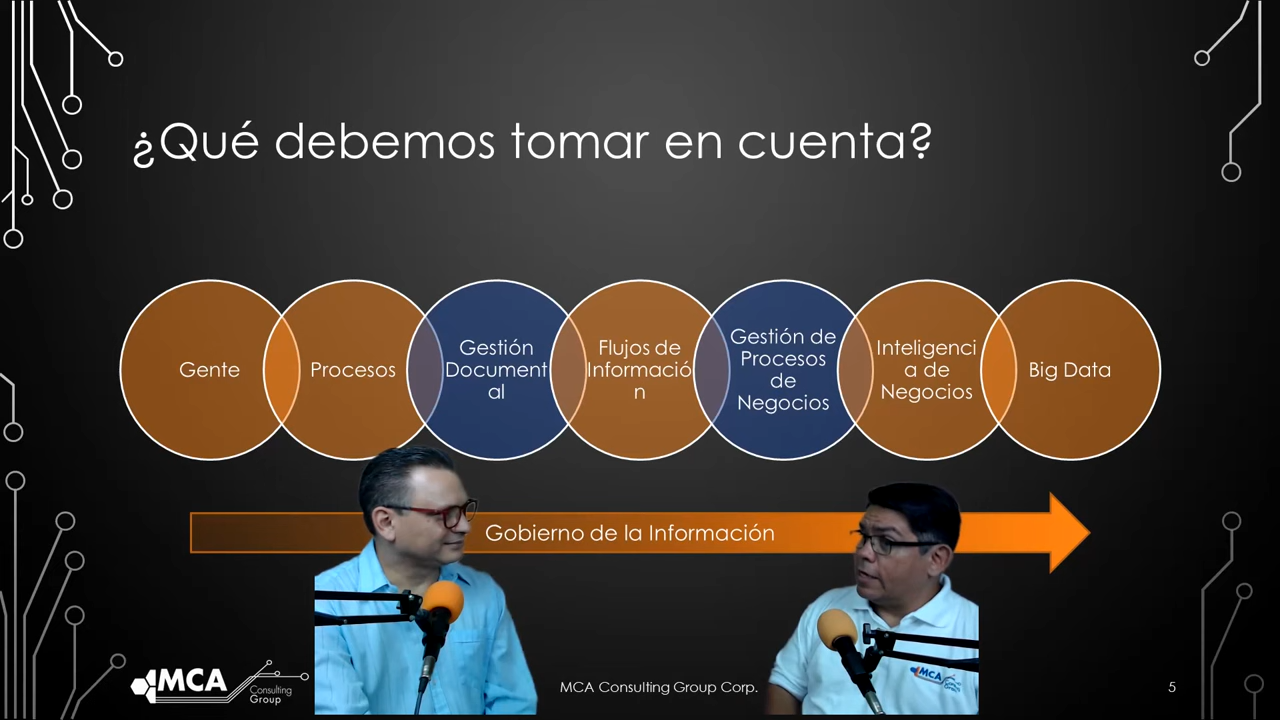 ¿Qué debemos tomar en cuenta?
Gente
Procesos
Gestión
Document
al
Flujos de
Informació
n
Gestión de
Procesos
de
Negocios
Inteligenci
a de
Negocios
Big Data
Gobierno de la Información
MCA
Consulting
Group
MCA Consulting Group Corp.
5
MCA